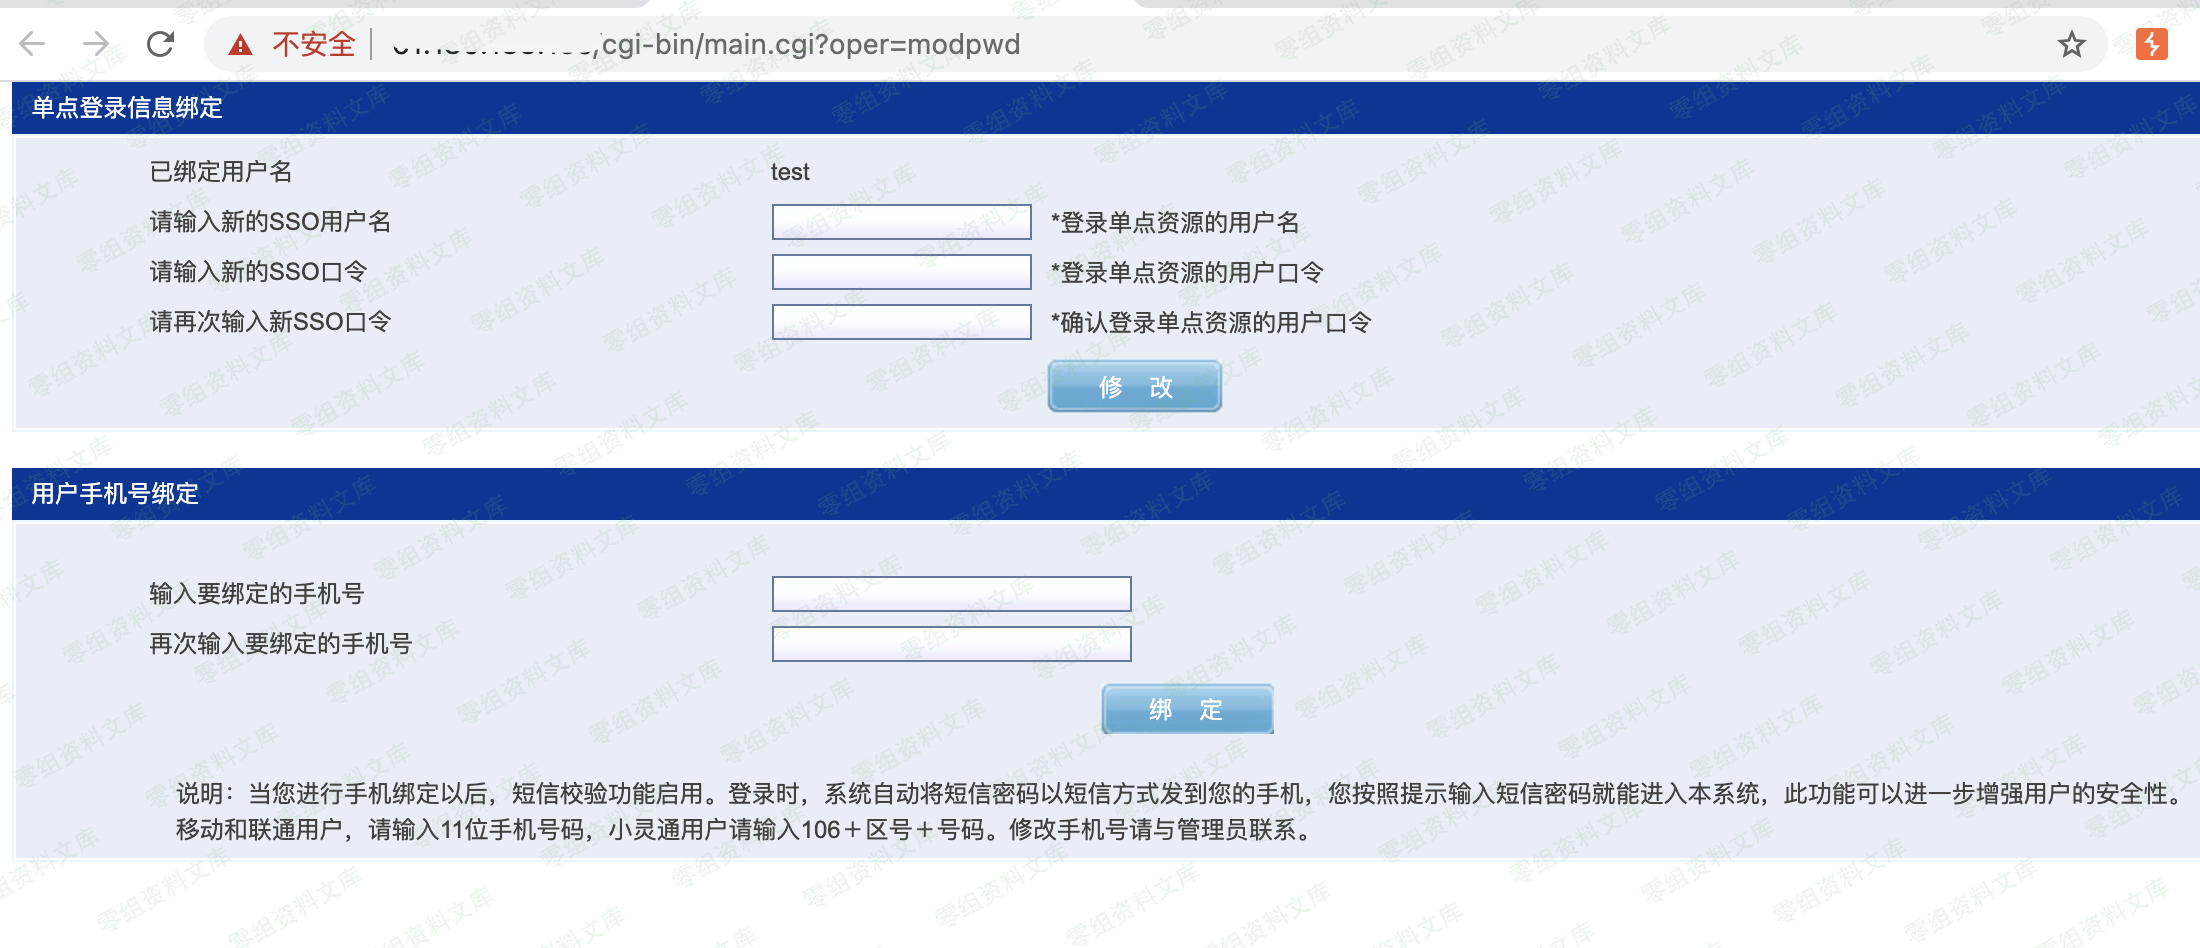 不安全
/cgi-bin/main.cgi?oper=modpwd
单点登录信息绑定
已绑定用户名 test
请输入新的SSO用户名 *登录单点资源的用户名
请输入新的SSO口令 *登录单点资源的用户口令
请再次输入新SSO口令 *确认登录单点资源的用户口令
修 改
用户手机号绑定
输入要绑定的手机号
再次输入要绑定的手机号
绑 定
说明：当您进行手机绑定以后，短信校验功能启用。登录时，系统自动将短信密码以短信方式发到您的手机，您按照提示输入短信密码就能进入本系统，此功能可以进一步增强用户的安全性。
移动和联通用户，请输入11位手机号码，小灵通用户请输入106＋区号＋号码。修改手机号请与管理员联系。
零组资料文库